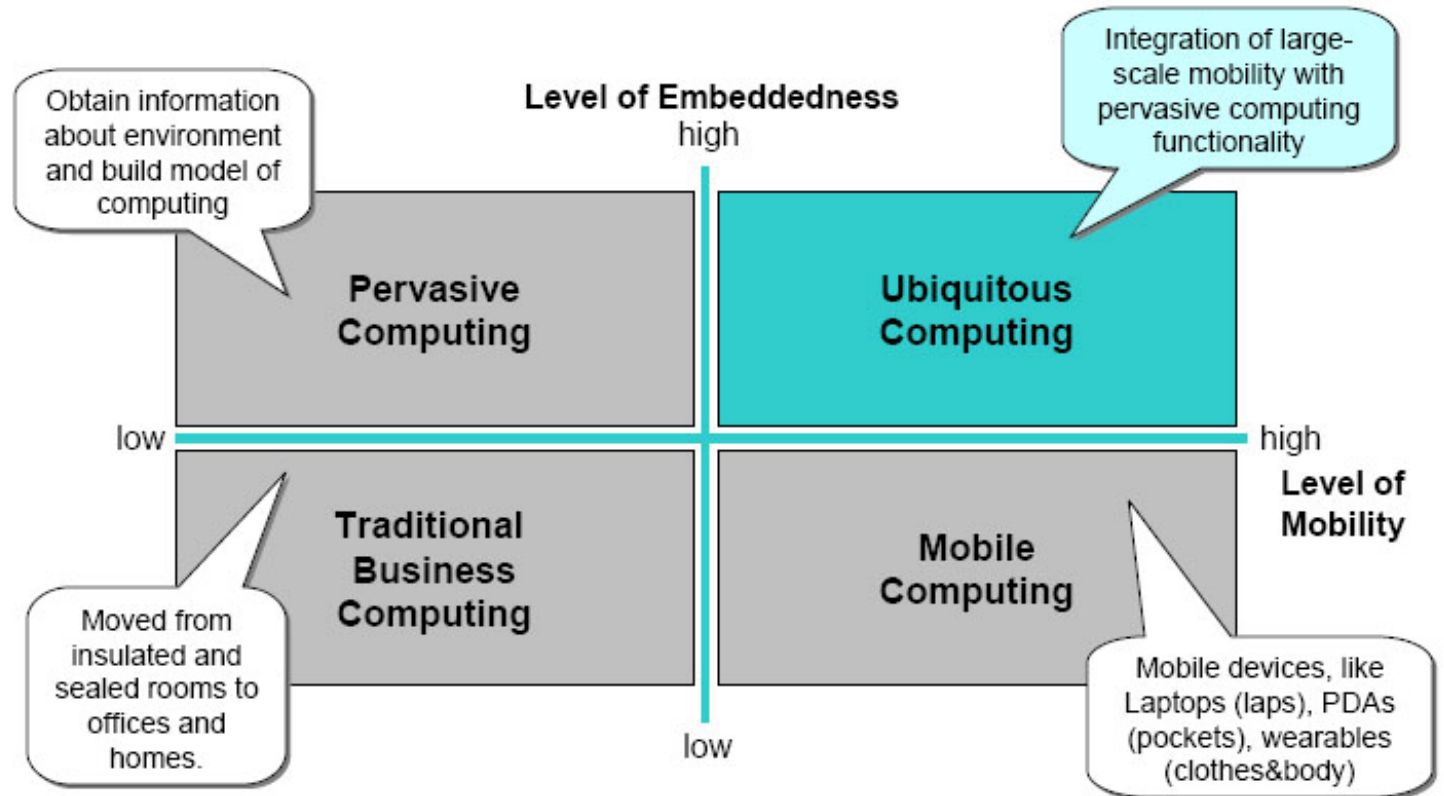 Obtain information
about environment
and build model of
computing
Level of Embeddedness
high
Integration of large-
scale mobility with
pervasive computing
functionality
Pervasive
Computing
Ubiquitous
Computing
low
high
Level of
Mobility
Traditional
Business
Computing
Mobile
Computing
Moved from
insulated and
sealed rooms to
offices and
homes.
low
Mobile devices, like
Laptops (laps), PDAs
(pockets), wearables
(clothes&body)